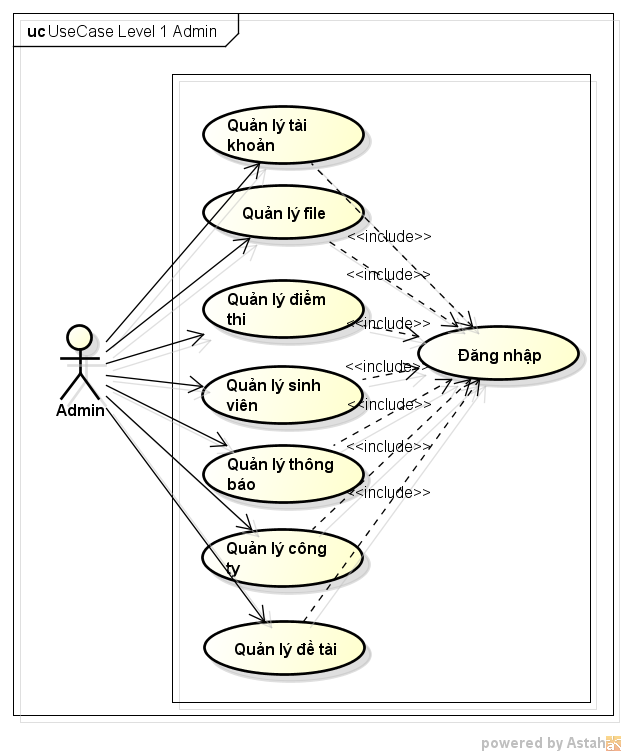 uc UseCase Level 1 Admin
Quản lý tài
khoản
Quản lý file
<<include>>
<<include>>
Quản lý điểm
thi
<<include>>
Đăng nhập
<<include>>
Quản lý sinh
viên
Admin
<<include>>
<<include>>
Quản lý thông
báo
<<include>>
Quản lý công
ty
Quản lý đề tài
powered by Astah